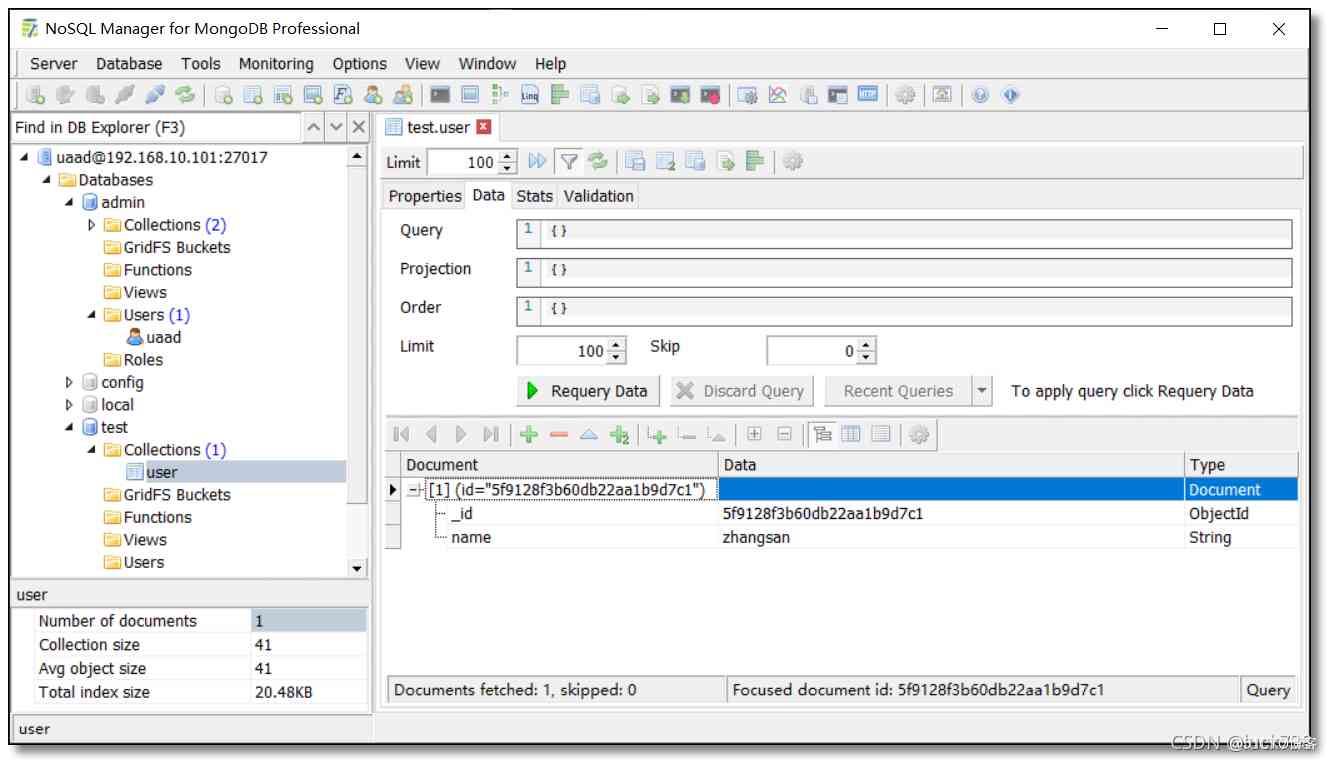 NoSQL Manager for MongoDB Professional
Server Database Tools Monitoring Options View Window Help
Find in DB Explorer (F3)
uaad@192.168.10.101:27017
Databases
admin
Collections (2)
GridFS Buckets
Functions
Views
Users (1)
uaad
Roles
config
local
test
Collections (1)
user
GridFS Buckets
Functions
Views
Users
user
Number of documents 1
Collection size 41
Avg object size 41
Total index size 20.48KB
user
test.user
Limit 100
Properties Data Stats Validation
Query 1 {}
Projection 1 {}
Order 1 {}
Limit 100 Skip 0
Requery Data Discard Query Recent Queries To apply query click Requery Data
Document Data Type
[1] (id="5f9128f3b60db22aa1b9d7c1") Document
_id 5f9128f3b60db22aa1b9d7c1 ObjectId
name zhangsan String
Documents fetched: 1, skipped: 0 Focused document id: 5f9128f3b60db22aa1b9d7c1 Query
CSDN